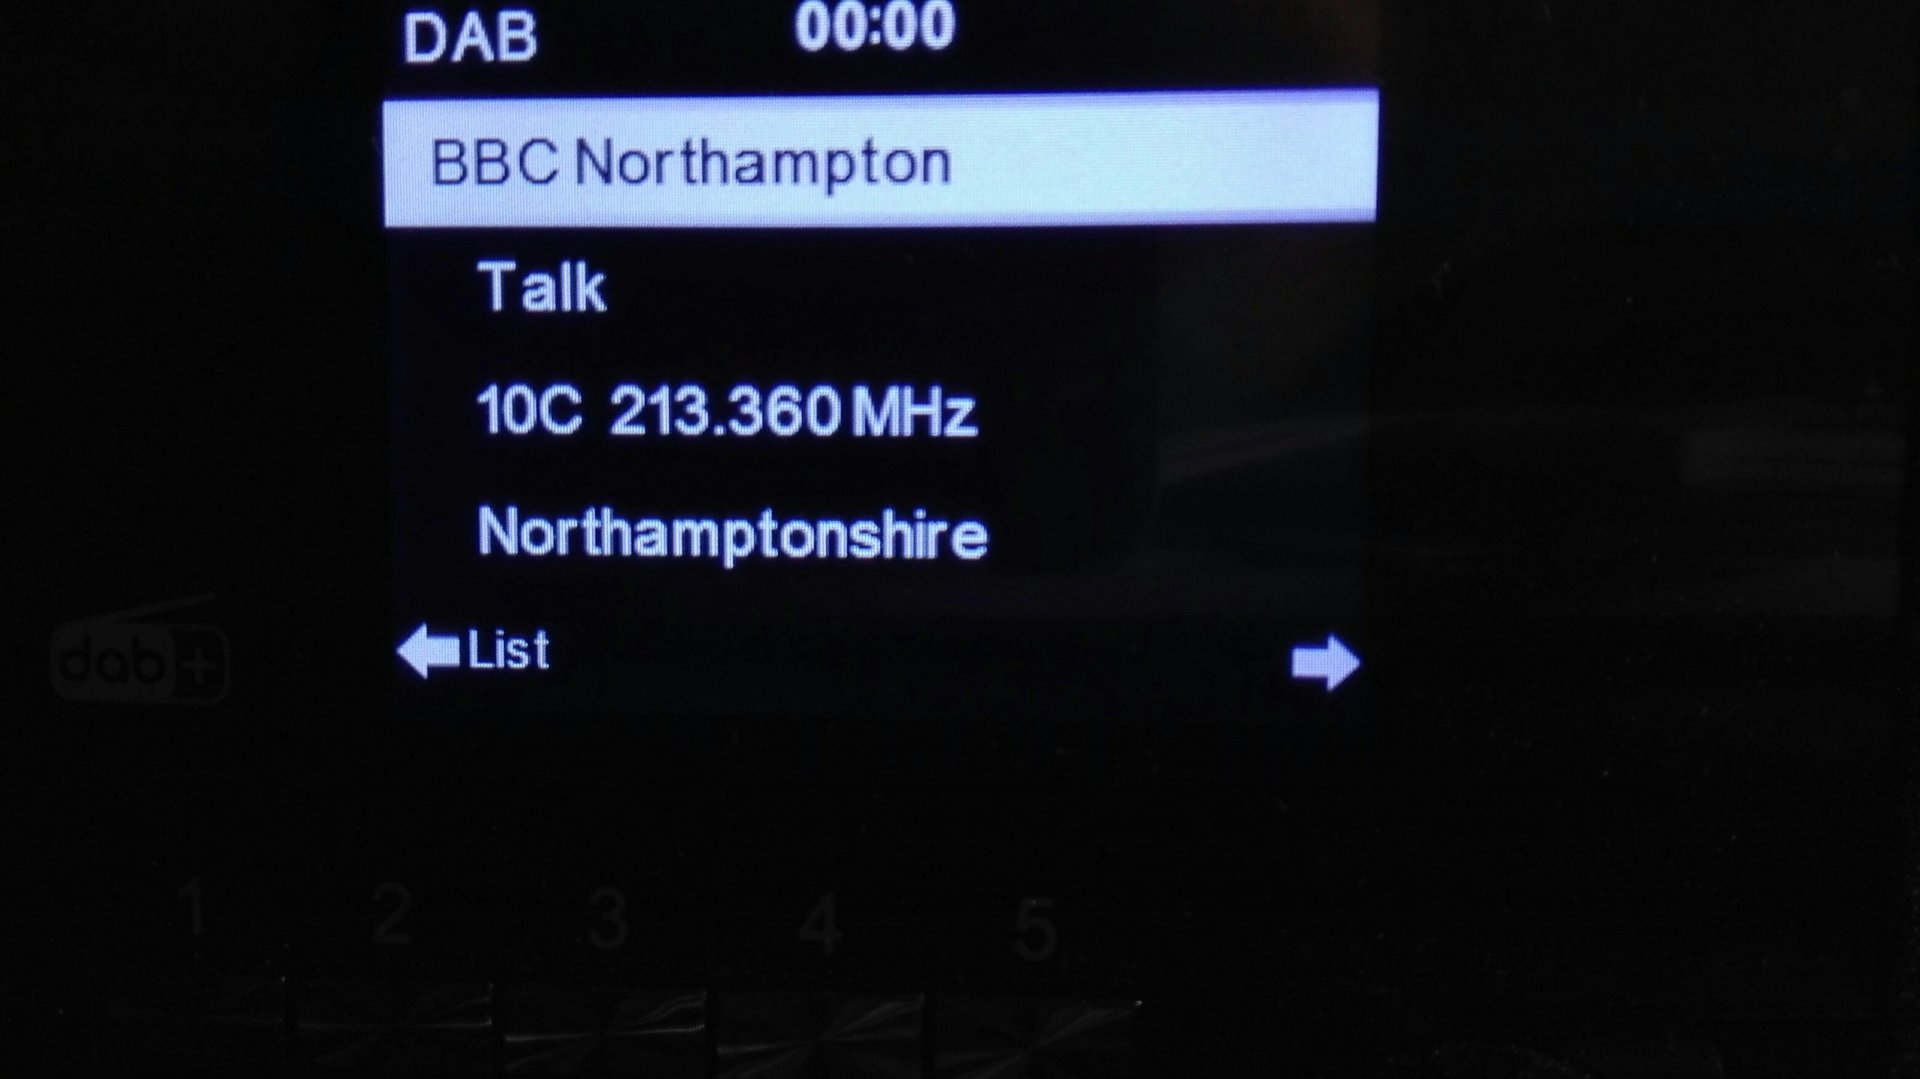 DAB 00:00
BBC Northampton
Talk
10C 213.360 MHz
Northamptonshire
List
dab+
1 2 3 4 5